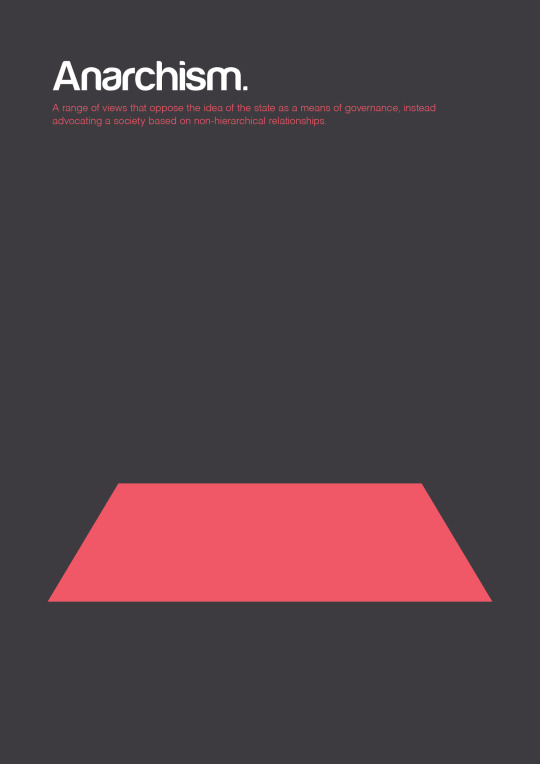 Anarchism.
A range of views that oppose the idea of the state as a means of governance, instead
advocating a society based on non-hierarchical relationships.